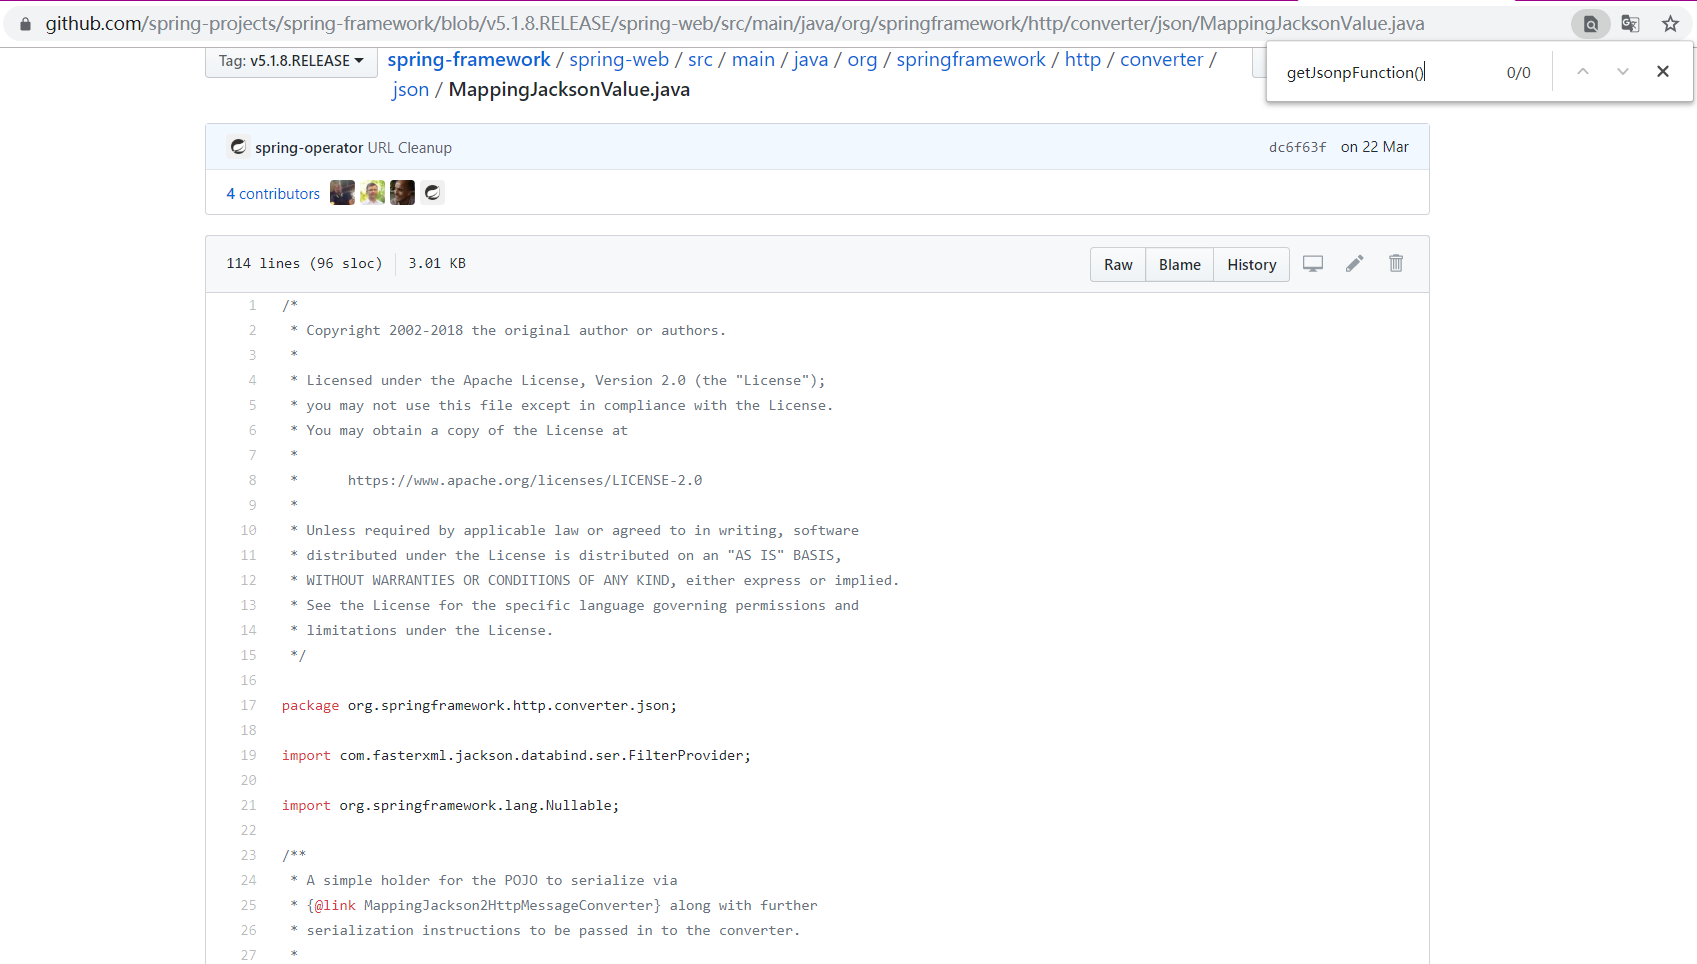 github.com/spring-projects/spring-framework/blob/v5.1.8.RELEASE/spring-web/src/main/java/org/springframework/http/converter/json/MappingJacksonValue.java
getJsonpFunction() 0/0
Tag: v5.1.8.RELEASE
spring-framework / spring-web / src / main / java / org / springframework / http / converter /
json / MappingJacksonValue.java
spring-operator URL Cleanup dc6f63f on 22 Mar
4 contributors
114 lines (96 sloc) 3.01 KB Raw Blame History
1 /*
2 * Copyright 2002-2018 the original author or authors.
3 *
4 * Licensed under the Apache License, Version 2.0 (the "License");
5 * you may not use this file except in compliance with the License.
6 * You may obtain a copy of the License at
7 *
8 * https://www.apache.org/licenses/LICENSE-2.0
9 *
10 * Unless required by applicable law or agreed to in writing, software
11 * distributed under the License is distributed on an "AS IS" BASIS,
12 * WITHOUT WARRANTIES OR CONDITIONS OF ANY KIND, either express or implied.
13 * See the License for the specific language governing permissions and
14 * limitations under the License.
15 */
16
17 package org.springframework.http.converter.json;
18
19 import com.fasterxml.jackson.databind.ser.FilterProvider;
20
21 import org.springframework.lang.Nullable;
22
23 /**
24 * A simple holder for the POJO to serialize via
25 * {@link MappingJackson2HttpMessageConverter} along with further
26 * serialization instructions to be passed in to the converter.
27 *